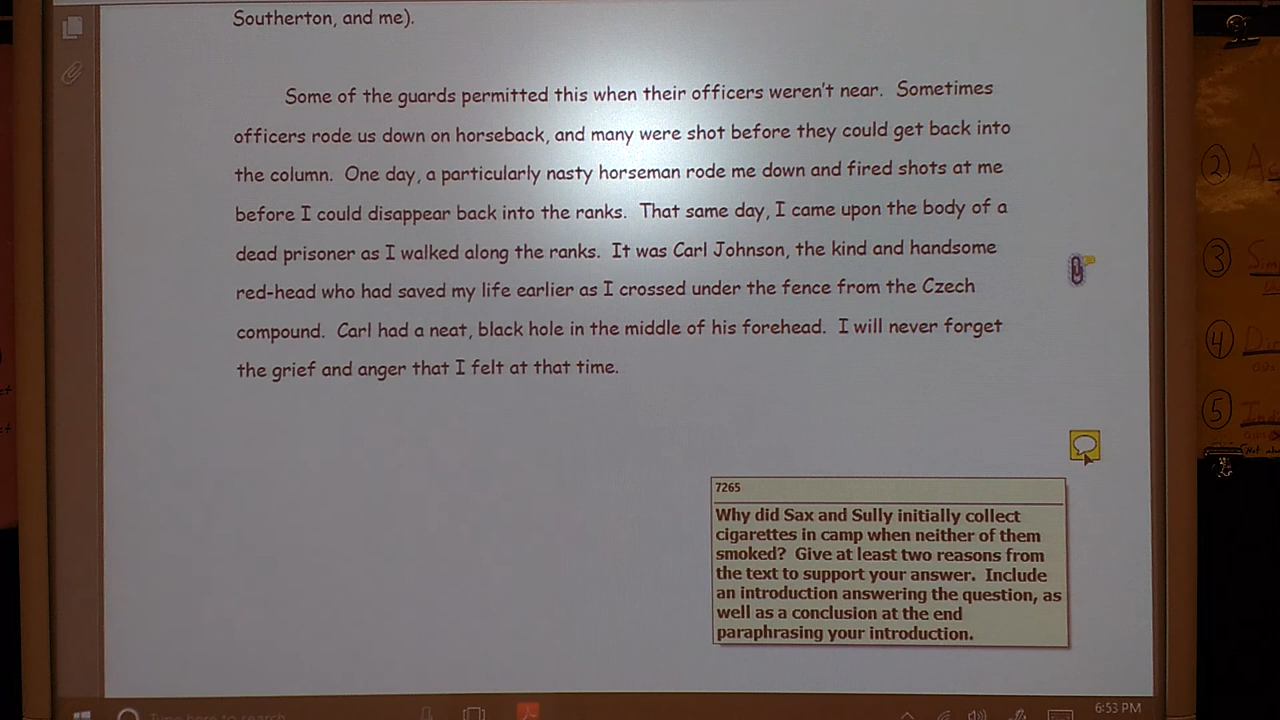 Southerton, and me).
Some of the guards permitted this when their officers weren't near.  Sometimes
officers rode us down on horseback, and many were shot before they could get back into
the column.  One day, a particularly nasty horseman rode me down and fired shots at me
before I could disappear back into the ranks.  That same day, I came upon the body of a
dead prisoner as I walked along the ranks.  It was Carl Johnson, the kind and handsome
red-head who had saved my life earlier as I crossed under the fence from the Czech
compound.  Carl had a neat, black hole in the middle of his forehead.  I will never forget
the grief and anger that I felt at that time.
7265
Why did Sax and Sully initially collect
cigarettes in camp when neither of them
smoked?  Give at least two reasons from
the text to support your answer.  Include
an introduction answering the question, as
well as a conclusion at the end
paraphrasing your introduction.
Type here to search
6:53 PM
2
3
4
5